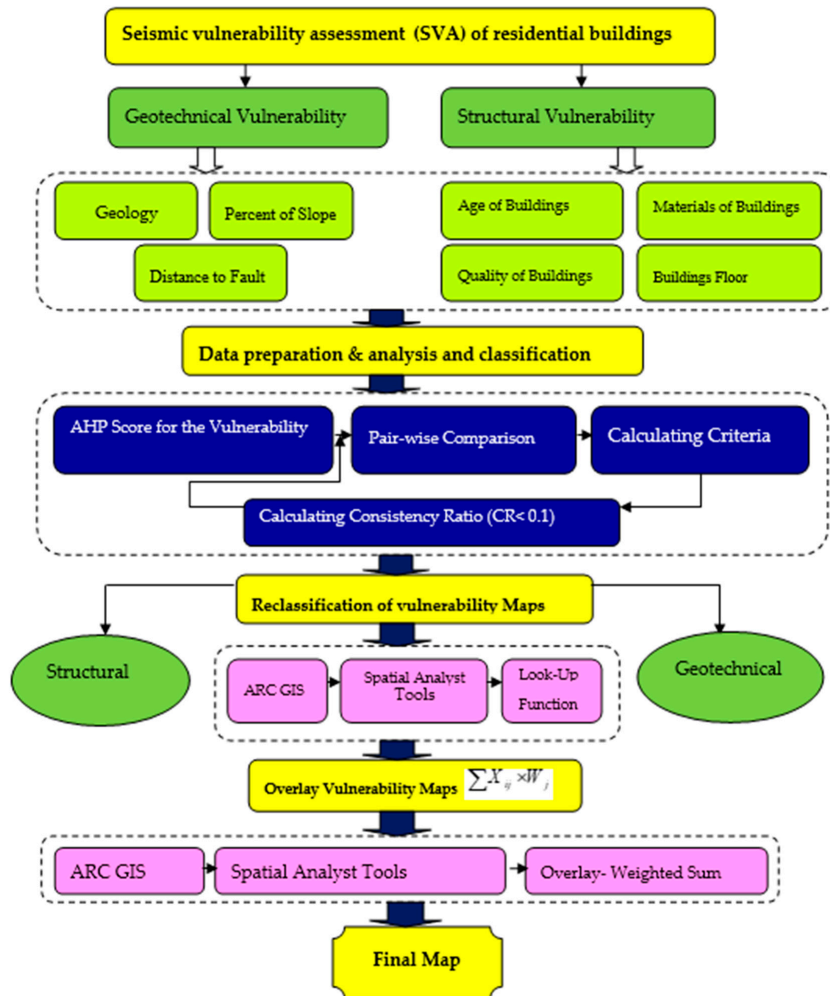 Seismic vulnerability assessment (SVA) of residential buildings
Geotechnical Vulnerability
Structural Vulnerability
Geology
Percent of Slope
Distance to Fault
Age of Buildings
Materials of Buildings
Quality of Buildings
Buildings Floor
Data preparation & analysis and classification
AHP Score for the Vulnerability
Pair-wise Comparison
Calculating Criteria
Calculating Consistency Ratio (CR< 0.1)
Reclassification of vulnerability Maps
Structural
Geotechnical
ARC GIS
Spatial Analyst
Tools
Look-Up
Function
Overlay Vulnerability Maps ∑X_ij ×W_j
ARC GIS
Spatial Analyst Tools
Overlay- Weighted Sum
Final Map